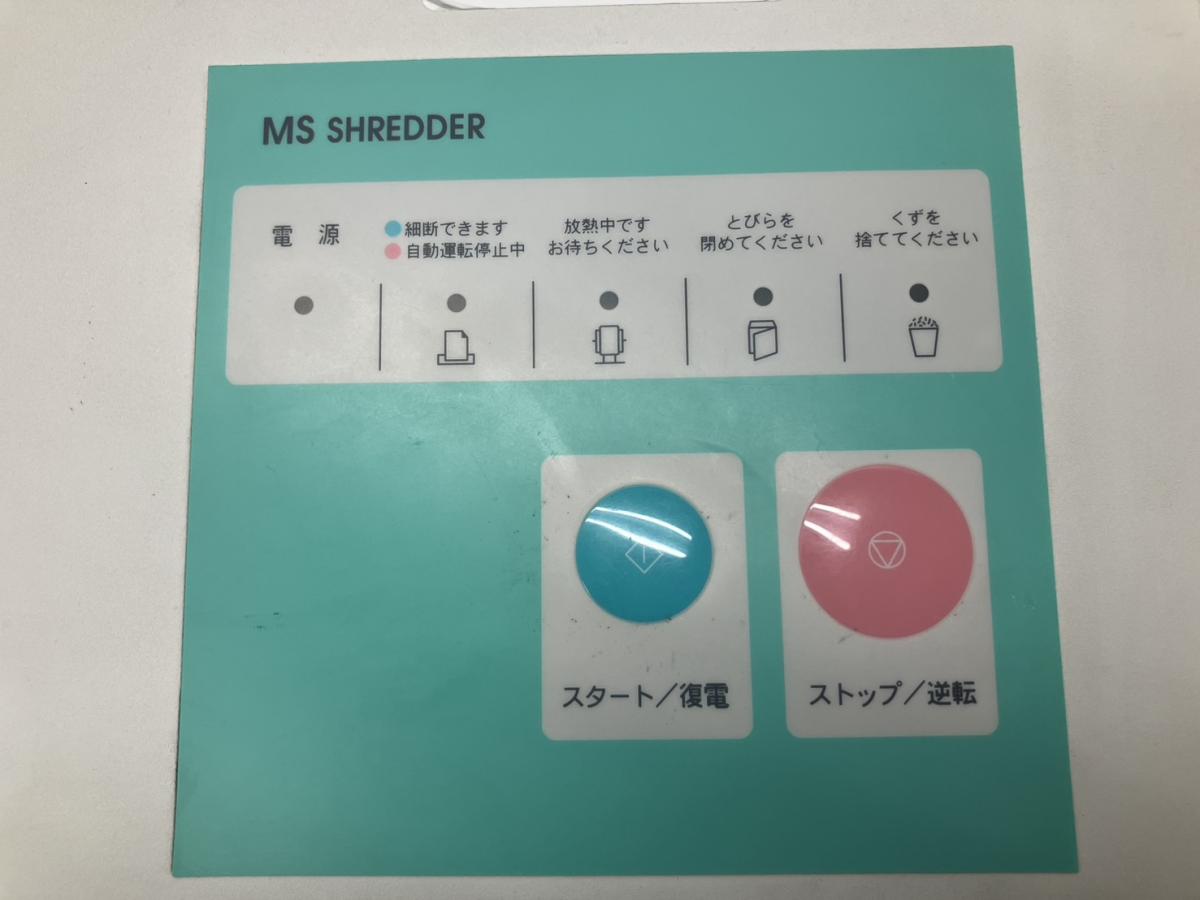 MS SHREDDER
電源
細断できます
自動運転停止中
放熱中です
お待ちください
とびらを
閉めてください
くずを
捨ててください
スタート／復電
ストップ／逆転